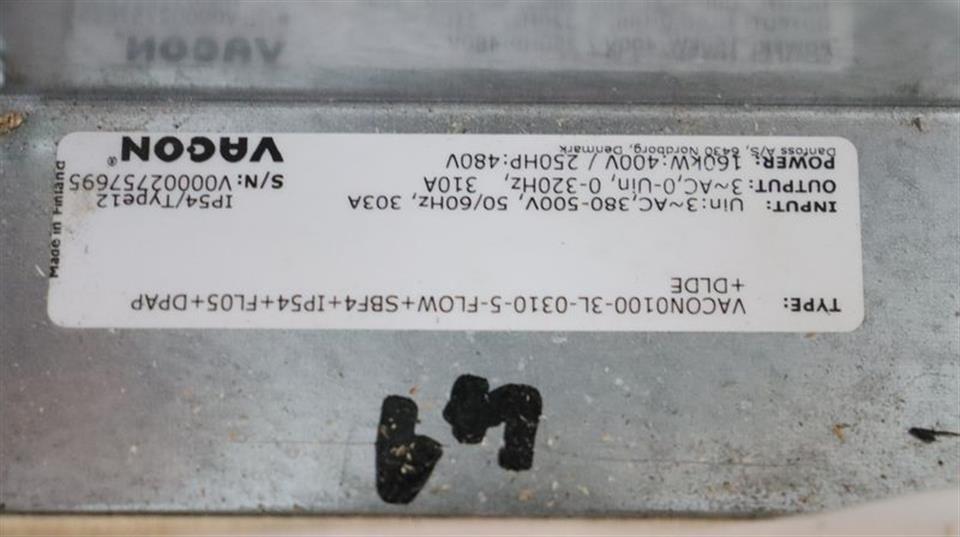 TYPE: VACON0100-3L-0310-5-FLOW+SBF4+IP54+FL05+DPAP
+DLDE
INPUT: Uin:3~AC,380-500V, 50/60Hz, 303A
OUTPUT: 3~AC,0-Uin, 0-320Hz, 310A
POWER: 160kW:400V / 250HP:480V
Danfoss A/S, 6430 Nordborg, Denmark
IP54/Type12
S/N: V00002757695
VACON®
Made in Finland